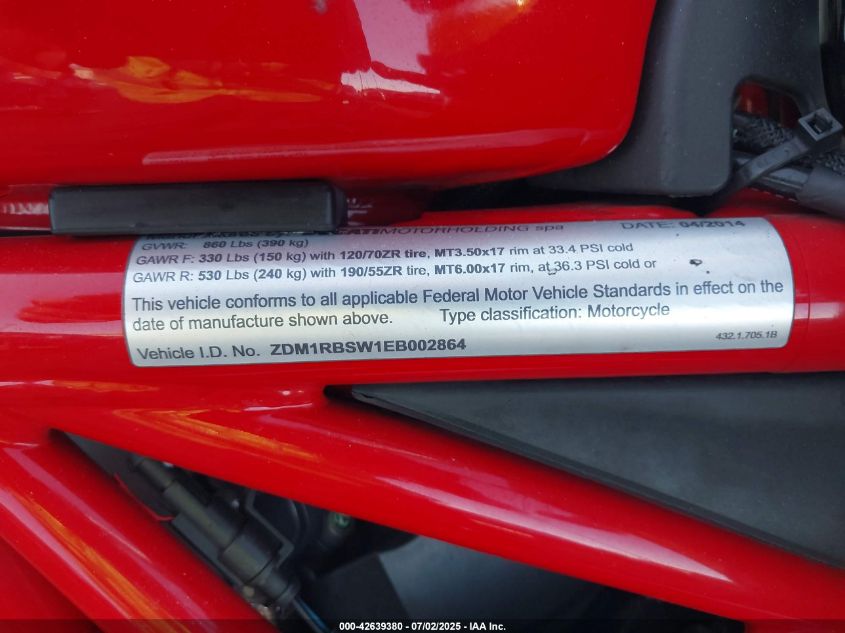 MOTORHOLDING spa DATE: 04/2014
GVWR: 860 Lbs (390 kg)
GAWR F: 330 Lbs (150 kg) with 120/70ZR tire, MT3.50x17 rim at 33.4 PSI cold
GAWR R: 530 Lbs (240 kg) with 190/55ZR tire, MT6.00x17 rim, at 36.3 PSI cold or
This vehicle conforms to all applicable Federal Motor Vehicle Standards in effect on the
date of manufacture shown above. Type classification: Motorcycle
Vehicle I.D. No. ZDM1RBSW1EB002864
432.1.705.1B
000-42639380 - 07/02/2025 - IAA Inc.